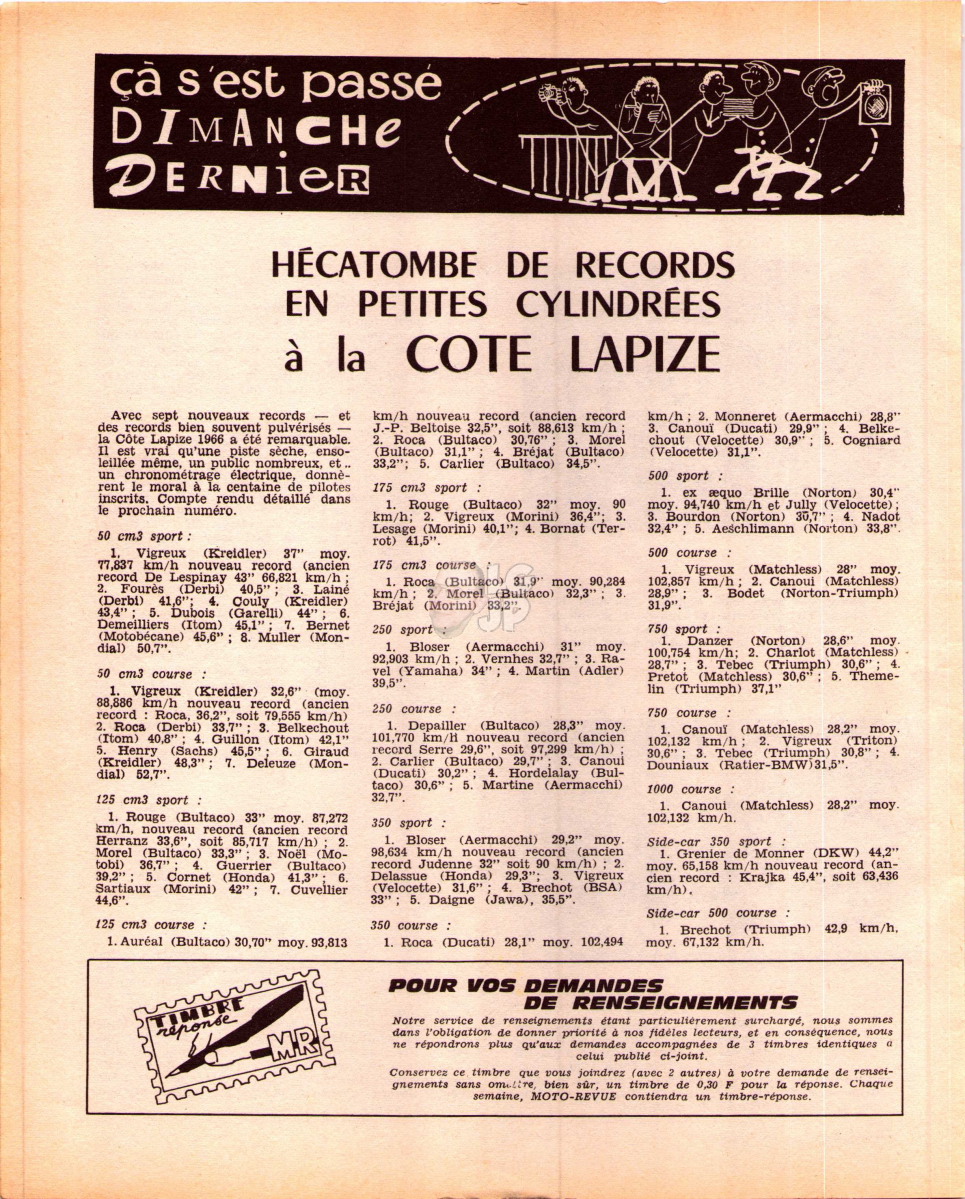 çà s'est passé
DIMANCHE
DERNIER
HÉCATOMBE DE RECORDS
EN PETITES CYLINDRÉES
à la COTE LAPIZE
Avec sept nouveaux records — et
des records bien souvent pulvérisés —
la Côte Lapize 1966 a été remarquable.
Il est vrai qu'une piste sèche, enso-
leillée même, un public nombreux, et..
un chronométrage électrique, donnè-
rent le moral à la centaine de pilotes
inscrits. Compte rendu détaillé dans
le prochain numéro.
50 cm3 sport :
1. Vigreux (Kreidler) 37" moy.
77,837 km/h nouveau record (ancien
record De Lespinay 43" 66,821 km/h ;
2. Fourès (Derbi) 40,5" ; 3. Lainé
(Derbi) 41,6"; 4. Couly (Kreidler)
43,4" ; 5. Dubois (Garelli) 44" ; 6.
Demeilliers (Itom) 45,1" ; 7. Bernet
(Motobécane) 45,6" ; 8. Muller (Mon-
dial) 50,7".
50 cm3 course :
1. Vigreux (Kreidler) 32,6" (moy.
88,886 km/h nouveau record (ancien
record : Roca, 36,2", soit 79,555 km/h)
2. Roca (Derbi) 33,7" ; 3. Belkechout
(Itom) 40,8" ; 4. Guillon (Itom) 42,1"
5. Henry (Sachs) 45,5" ; 6. Giraud
(Kreidler) 48,3" ; 7. Deleuze (Mon-
dial) 52,7".
125 cm3 sport :
1. Rouge (Bultaco) 33" moy. 87,272
km/h, nouveau record (ancien record
Herranz 33,6", soit 85,717 km/h) ; 2.
Morel (Bultaco) 33,3" ; 3. Noël (Mo-
tobi) 36,7" ; 4. Guerrier (Bultaco)
39,2" ; 5. Cornet (Honda) 41,3" ; 6.
Sartiaux (Morini) 42" ; 7. Cuvellier
44,6".
125 cm3 course :
1. Auréal (Bultaco) 30,70" moy. 93,813
km/h nouveau record (ancien record
J.-P. Beltoise 32,5", soit 88,613 km/h ;
2. Roca (Bultaco) 30,76" ; 3. Morel
(Bultaco) 31,1" ; 4. Bréjat (Bultaco)
33,2"; 5. Carlier (Bultaco) 34,5".
175 cm3 sport :
1. Rouge (Bultaco) 32" moy. 90
km/h; 2. Vigreux (Morini) 36,4"; 3.
Lesage (Morini) 40,1"; 4. Bornat (Ter-
rot) 41,5".
175 cm3 course :
1. Roca (Bultaco) 31,9" moy. 90,284
km/h ; 2. Morel (Bultaco) 32,3" ; 3.
Bréjat (Morini) 33,2".
250 sport :
1. Bloser (Aermacchi) 31" moy.
92,903 km/h ; 2. Vernhes 32,7" ; 3. Ra-
vel (Yamaha) 34" ; 4. Martin (Adler)
39,5".
250 course :
1. Depailler (Bultaco) 28,3" moy.
101,770 km/h nouveau record (ancien
record Serre 29,6", soit 97,299 km/h) ;
2. Carlier (Bultaco) 29,7" ; 3. Canoui
(Ducati) 30,2" ; 4. Hordelalay (Bul-
taco) 30,6" ; 5. Martine (Aermacchi)
32,7".
350 sport :
1. Bloser (Aermacchi) 29,2" moy.
98,634 km/h nouveau record (ancien
record Judenne 32" soit 90 km/h) ; 2.
Delassue (Honda) 29,3"; 3. Vigreux
(Velocette) 31,6" ; 4. Brechot (BSA)
33" ; 5. Daigne (Jawa), 35,5".
350 course :
1. Roca (Ducati) 28,1" moy. 102,494
km/h ; 2. Monneret (Aermacchi) 28,8"
3. Canouï (Ducati) 29,9" ; 4. Belke-
chout (Velocette) 30,9" ; 5. Cogniard
(Velocette) 31,1".
500 sport :
1. ex æquo Brille (Norton) 30,4"
moy. 94,740 km/h et Jully (Velocette) ;
3. Bourdon (Norton) 30,7" ; 4. Nadot
32,4" ; 5. Aeschlimann (Norton) 33,8".
500 course :
1. Vigreux (Matchless) 28" moy.
102,857 km/h ; 2. Canoui (Matchless)
28,9" ; 3. Bodet (Norton-Triumph)
31,9".
750 sport :
1. Danzer (Norton) 28,6" moy.
100,754 km/h; 2. Charlot (Matchless)
28,7" ; 3. Tebec (Triumph) 30,6" ; 4.
Pretot (Matchless) 30,6" ; 5. Theme-
lin (Triumph) 37,1"
750 course :
1. Canouï (Matchless) 28,2" moy.
102,132 km/h ; 2. Vigreux (Triton)
30,6" ; 3. Tebec (Triumph) 30,8" ; 4.
Douniaux (Ratier-BMW) 31,5".
1000 course :
1. Canoui (Matchless) 28,2" moy.
102,132 km/h.
Side-car 350 sport :
1. Grenier de Monner (DKW) 44,2"
moy. 65,158 km/h nouveau record (an-
cien record : Krajka 45,4", soit 63,436
km/h).
Side-car 500 course :
1. Brechot (Triumph) 42,9 km/h,
moy. 67,132 km/h.
TIMBRE
réponse
MR
POUR VOS DEMANDES
DE RENSEIGNEMENTS
Notre service de renseignements étant particulièrement surchargé, nous sommes
dans l'obligation de donner priorité à nos fidèles lecteurs, et en conséquence, nous
ne répondrons plus qu'aux demandes accompagnées de 3 timbres identiques a
celui publié ci-joint.
Conservez ce timbre que vous joindrez (avec 2 autres) à votre demande de rensei-
gnements sans omettre, bien sûr, un timbre de 0,30 F pour la réponse. Chaque
semaine, MOTO-REVUE contiendra un timbre-réponse.